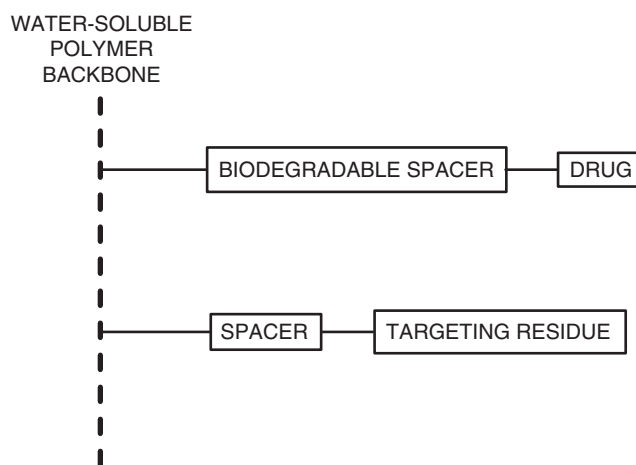 WATER-SOLUBLE
POLYMER
BACKBONE
BIODEGRADABLE SPACER
DRUG
SPACER
TARGETING RESIDUE